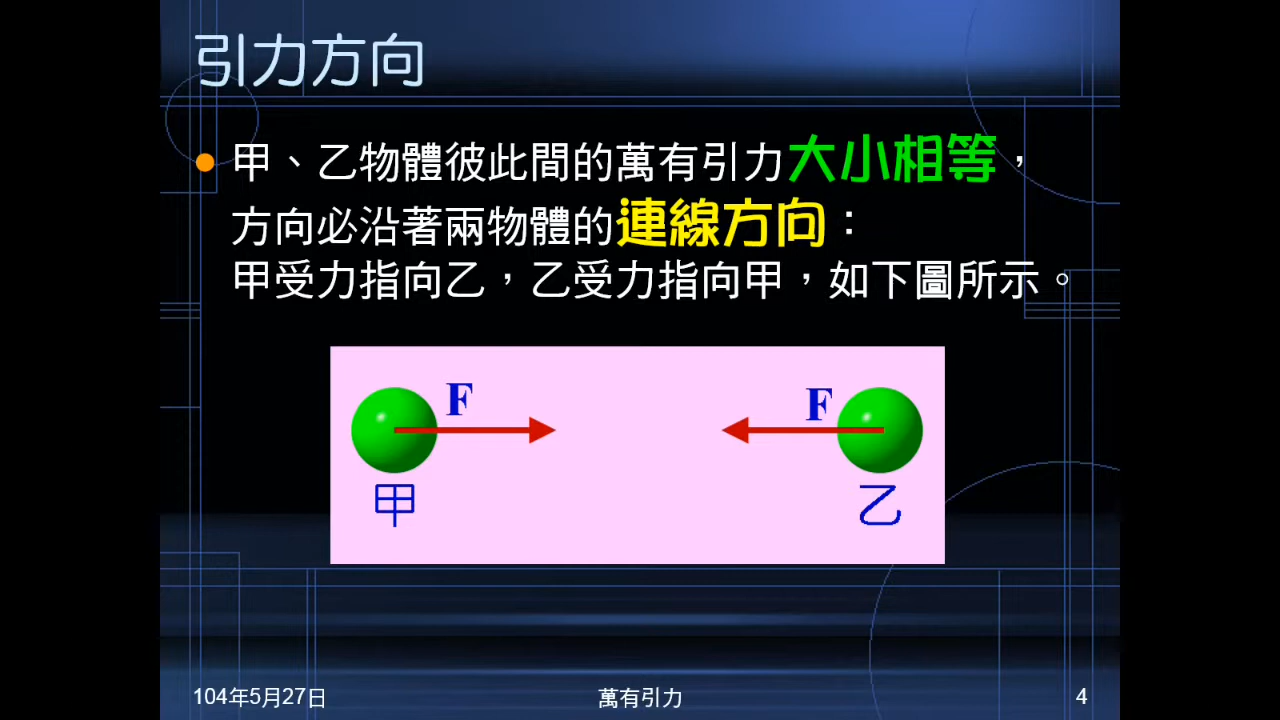 引力方向
甲、乙物體彼此間的萬有引力大小相等，
方向必沿著兩物體的連線方向：
甲受力指向乙，乙受力指向甲，如下圖所示。
F
F
甲
乙
104年5月27日
萬有引力
4